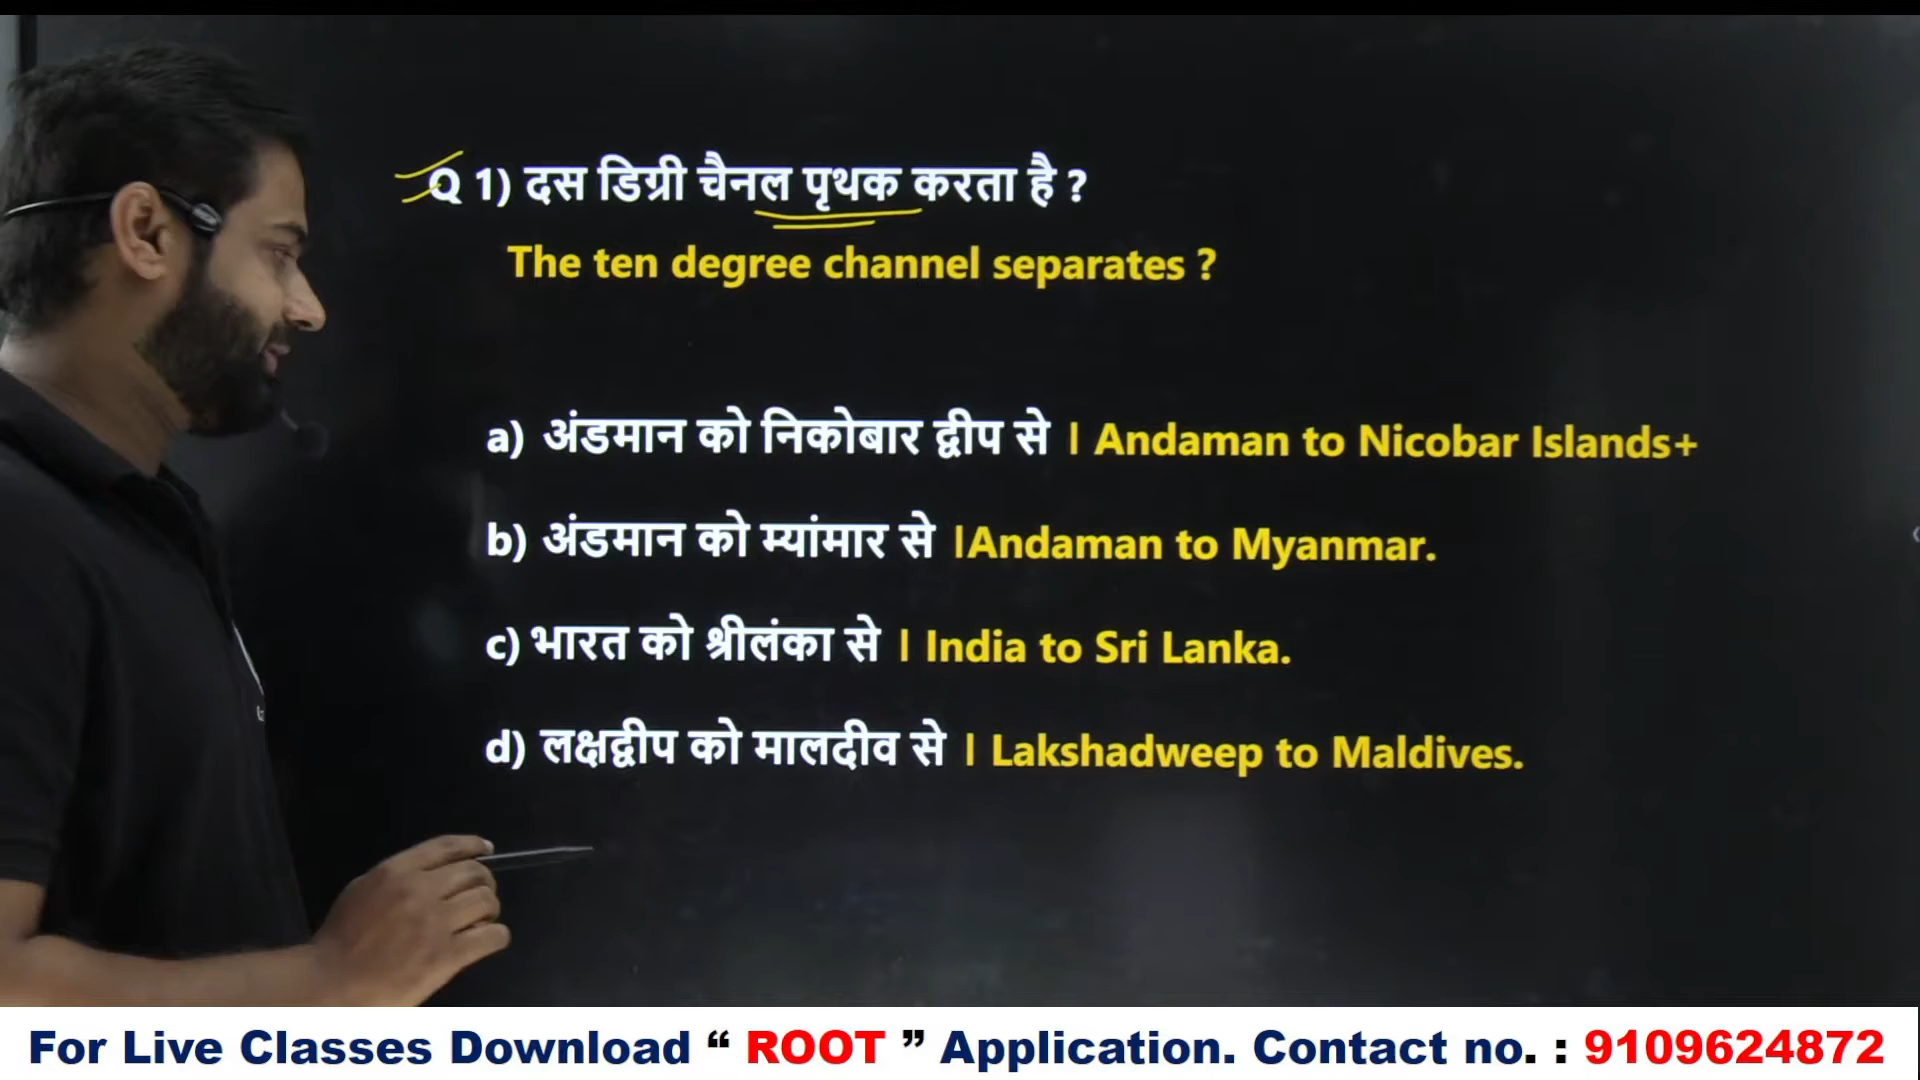 Q 1) दस डिग्री चैनल पृथक करता है ?
The ten degree channel separates ?
a) अंडमान को निकोबार द्वीप से । Andaman to Nicobar Islands+
b) अंडमान को म्यांमार से ।Andaman to Myanmar.
c) भारत को श्रीलंका से । India to Sri Lanka.
d) लक्षद्वीप को मालदीव से । Lakshadweep to Maldives.
For Live Classes Download “ ROOT ” Application. Contact no. : 9109624872